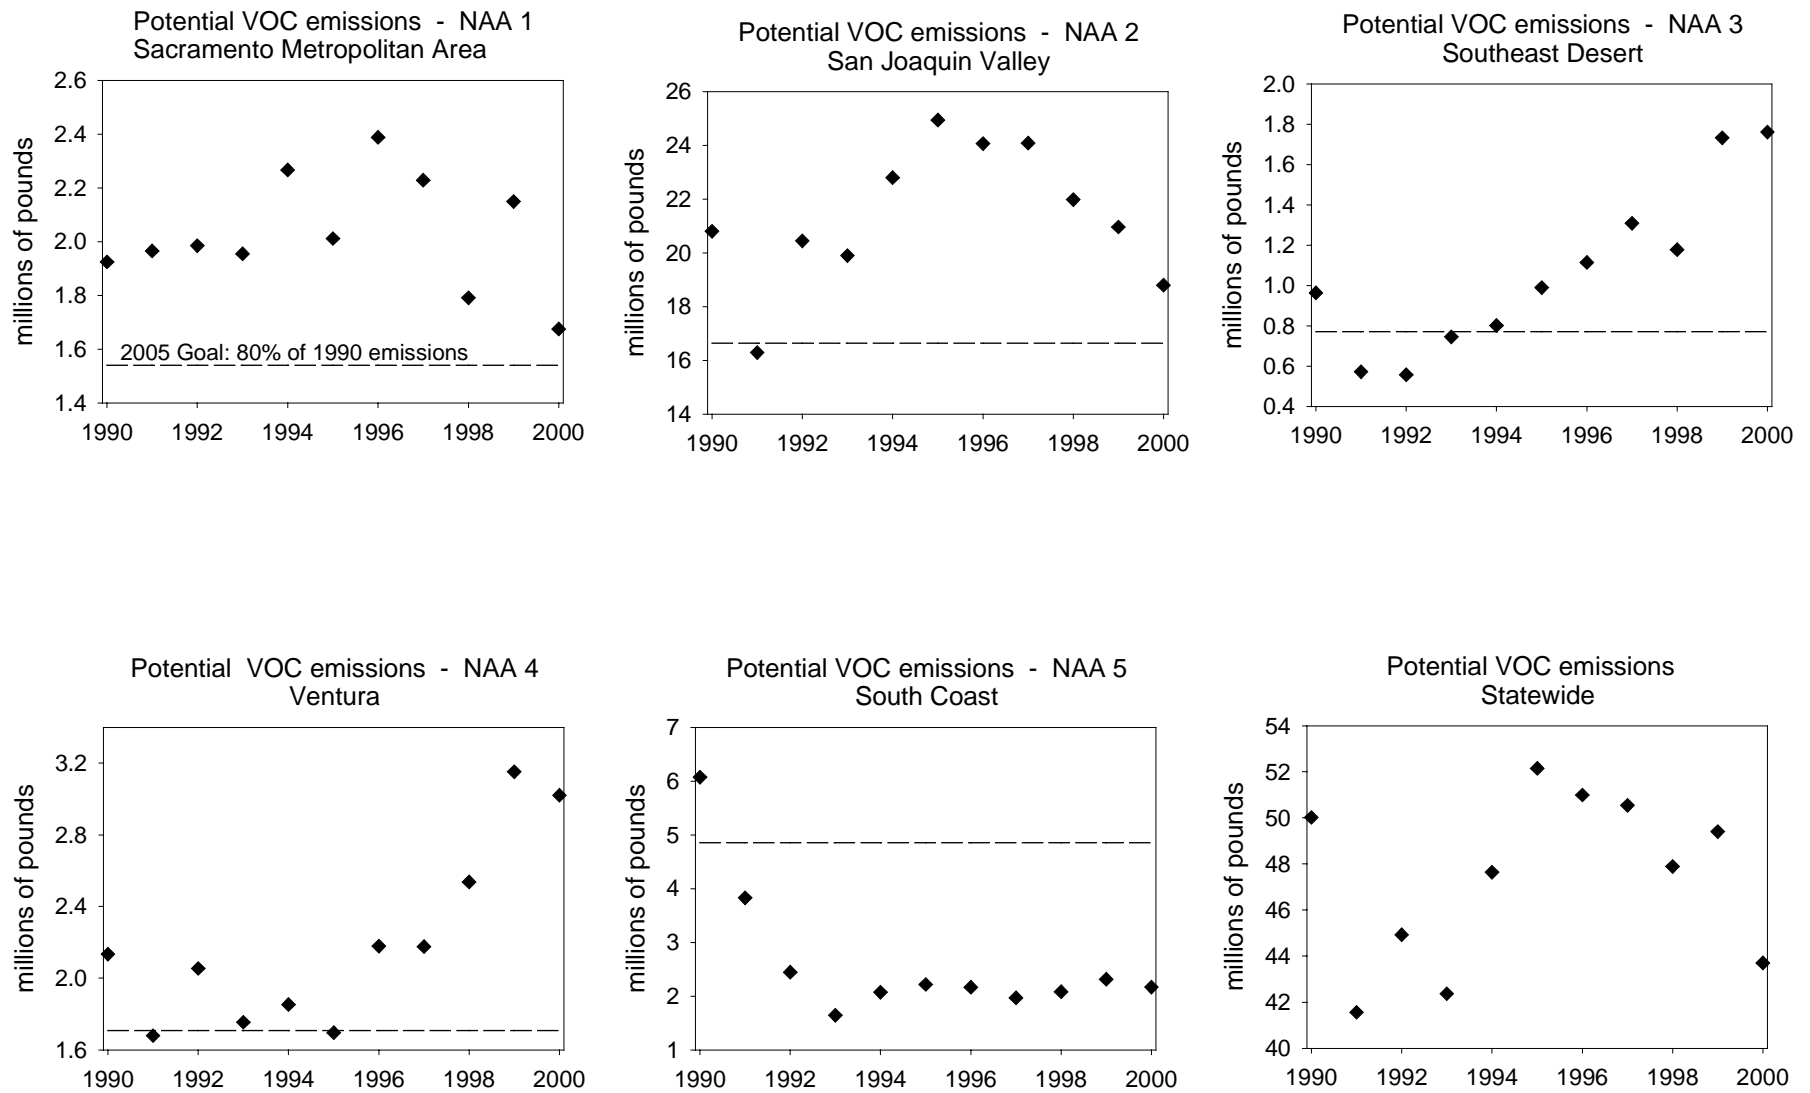 Potential VOC emissions - NAA 1
Sacramento Metropolitan Area
millions of pounds
2.6
2.4
2.2
2.0
1.8
1.6
1.4
2005 Goal: 80% of 1990 emissions
1990 1992 1994 1996 1998 2000
Potential VOC emissions - NAA 2
San Joaquin Valley
millions of pounds
26
24
22
20
18
16
14
1990 1992 1994 1996 1998 2000
Potential VOC emissions - NAA 3
Southeast Desert
millions of pounds
2.0
1.8
1.6
1.4
1.2
1.0
0.8
0.6
0.4
1990 1992 1994 1996 1998 2000
Potential VOC emissions - NAA 4
Ventura
millions of pounds
3.2
2.8
2.4
2.0
1.6
1990 1992 1994 1996 1998 2000
Potential VOC emissions - NAA 5
South Coast
millions of pounds
7
6
5
4
3
2
1
1990 1992 1994 1996 1998 2000
Potential VOC emissions
Statewide
millions of pounds
54
52
50
48
46
44
42
40
1990 1992 1994 1996 1998 2000